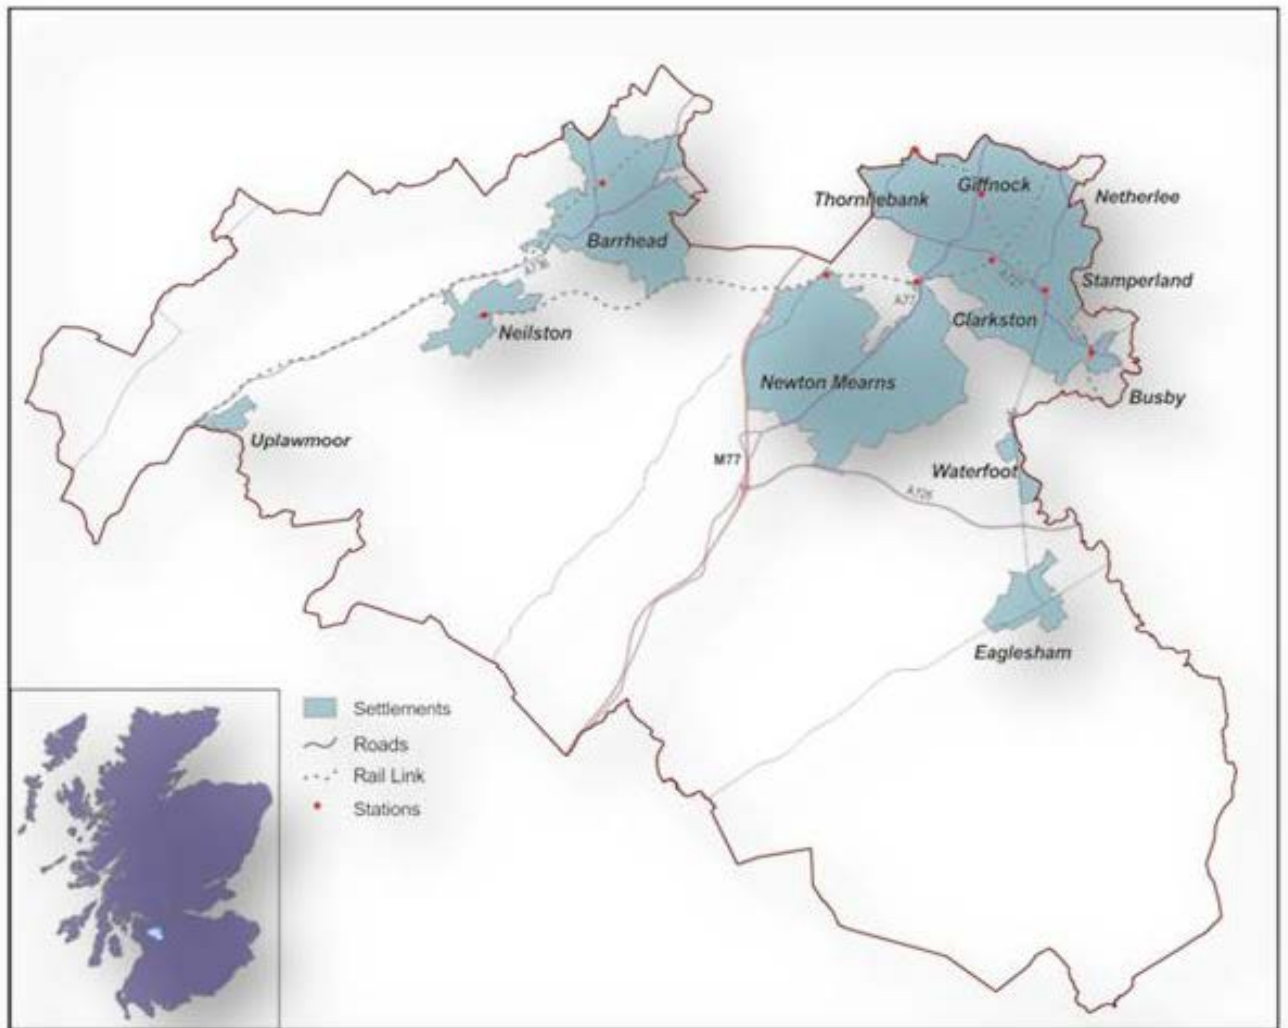 Giffnock
Thornliebank
Netherlee
Barrhead
Stamperland
A77
Clarkston
Neilston
Newton Mearns
Busby
Uplawmoor
M77
Waterfoot
A726
Eaglesham
Settlements
Roads
Rail Link
Stations